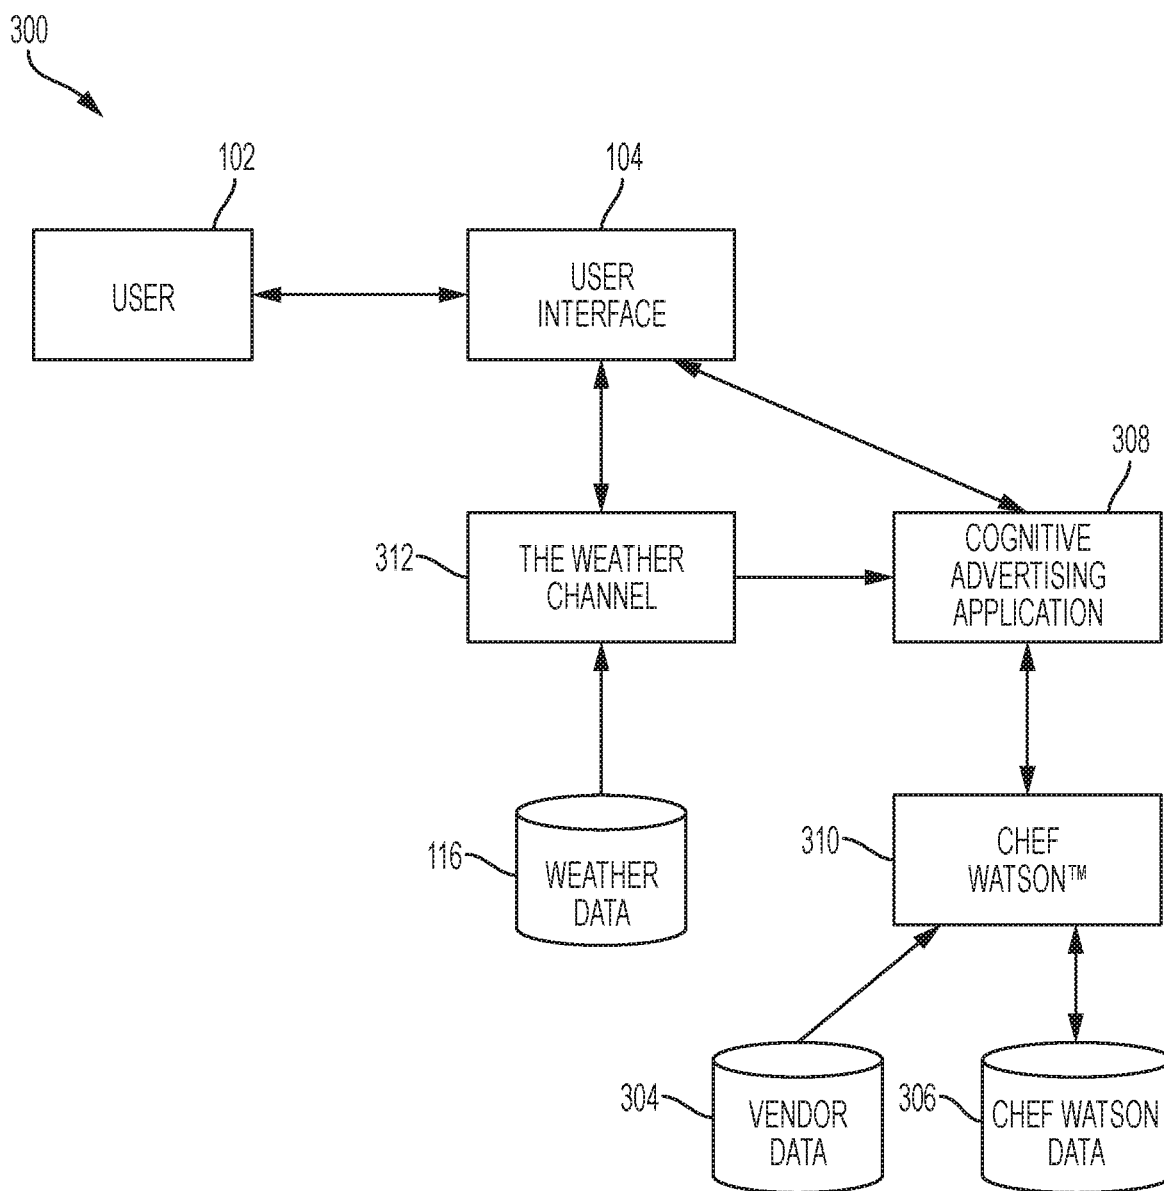 300
102
104
USER
USER
INTERFACE
308
312
THE WEATHER
CHANNEL
COGNITIVE
ADVERTISING
APPLICATION
116
WEATHER
DATA
310
CHEF
WATSON™
304
VENDOR
DATA
306
CHEF WATSON
DATA